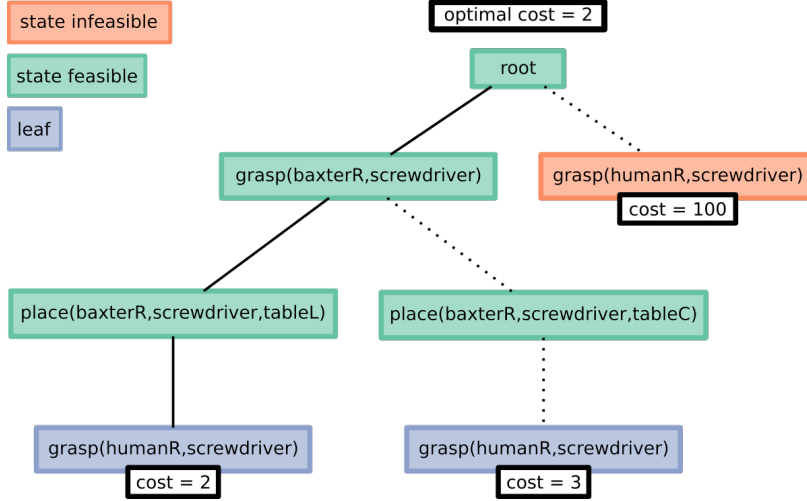 state infeasible
optimal cost = 2
state feasible
root
leaf
grasp(baxterR,screwdriver)
grasp(humanR,screwdriver)
cost = 100
place(baxterR,screwdriver,tableL)
place(baxterR,screwdriver,tableC)
grasp(humanR,screwdriver)
grasp(humanR,screwdriver)
cost = 2
cost = 3